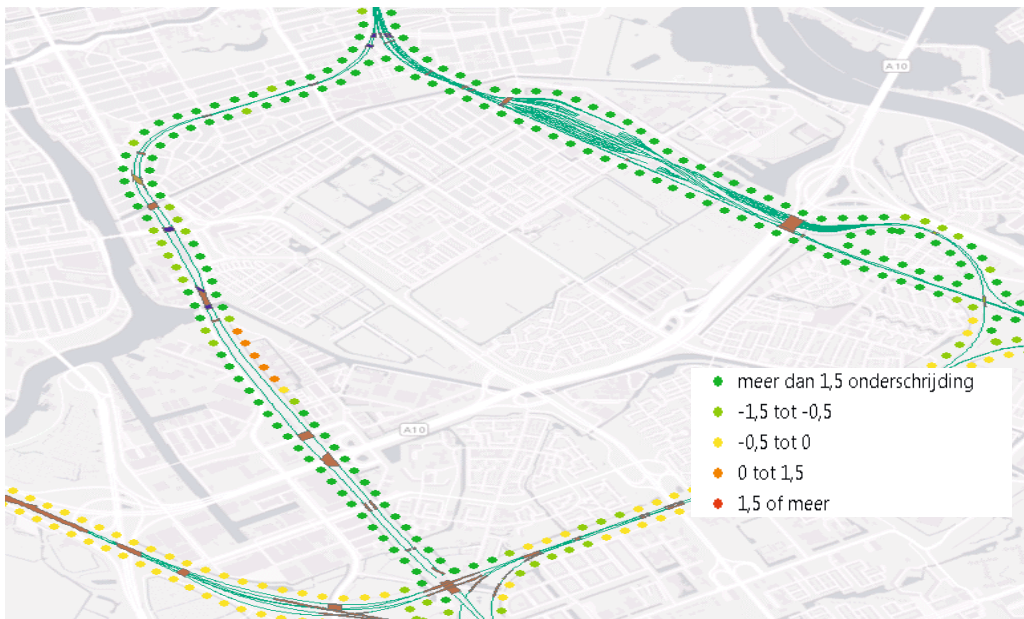 A10
meer dan 1,5 onderschrijding
-1,5 tot -0,5
A10
-0,5 tot 0
0 tot 1,5
1,5 of meer